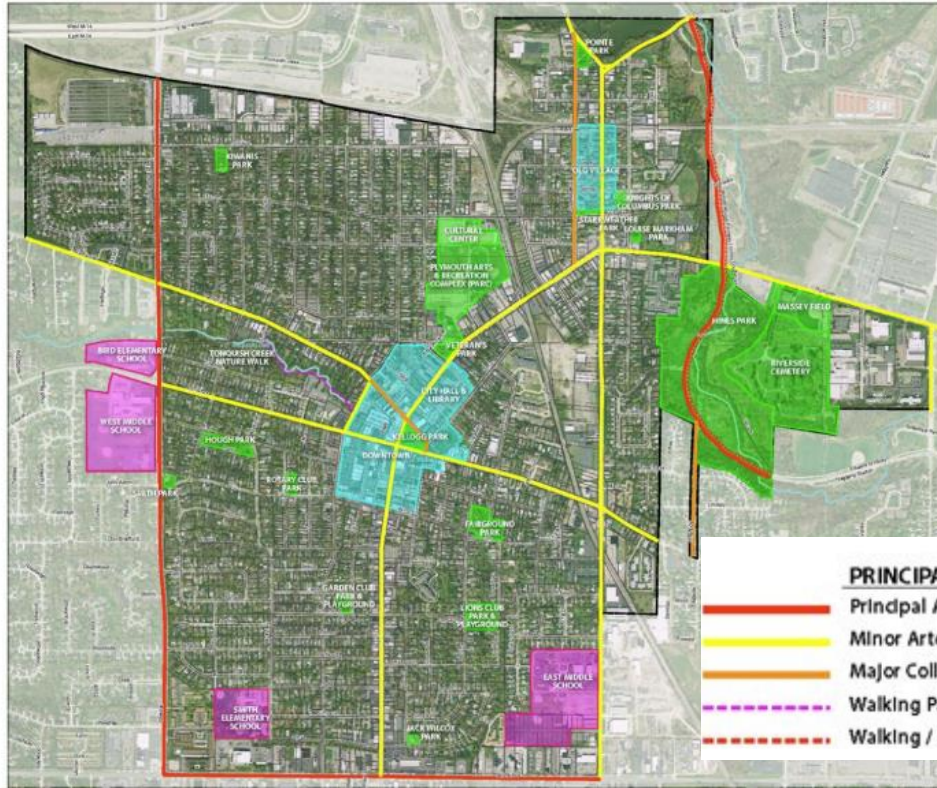 POINTE
PARK
KIWANIS
PARK
OLD VILLAGE
KNIGHTS OF
COLUMBUS PARK
STARKWEATHER
PARK
LOUISE MARKHAM
PARK
CULTURAL
CENTER
PLYMOUTH ARTS
& RECREATION
COMPLEX (PARC)
HINES PARK
MASSEY FIELD
RIVERSIDE
CEMETERY
BIRD ELEMENTARY
SCHOOL
TONQUISH CREEK
NATURE WALK
VETERAN'S
PARK
CITY HALL &
LIBRARY
WEST MIDDLE
SCHOOL
HOUGH PARK
KELLOGG PARK
DOWNTOWN
SMITH PARK
ROTARY CLUB
PARK
FAIRGROUND
PARK
GARDEN CLUB
PARK &
PLAYGROUND
LIONS CLUB
PARK &
PLAYGROUND
EAST MIDDLE
SCHOOL
SMITH
ELEMENTARY
SCHOOL
JACK WILCOX
PARK
PRINCIPA
Principal A
Minor Arte
Major Coll
Walking P
Walking /